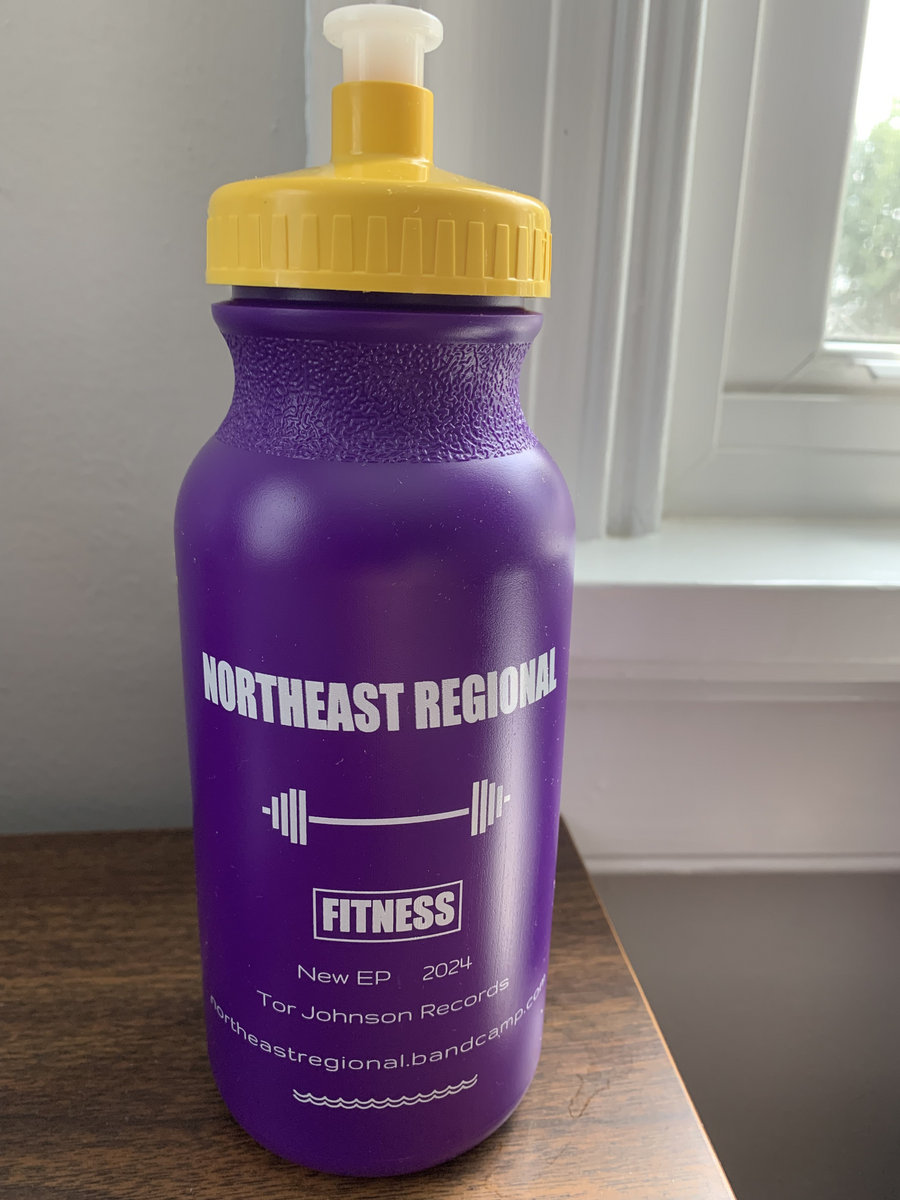 NORTHEAST REGIONAL
FITNESS
New EP 2024
Tor Johnson Records
northeastregional.bandcamp.com